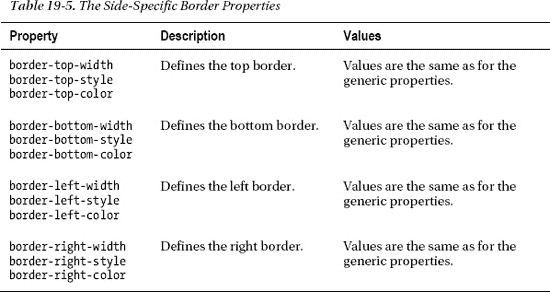 Table 19-5. The Side-Specific Border Properties
Property Description Values
border-top-width Defines the top border. Values are the same as for the
border-top-style generic properties.
border-top-color
border-bottom-width Defines the bottom border. Values are the same as for the
border-bottom-style generic properties.
border-bottom-color
border-left-width Defines the left border. Values are the same as for the
border-left-style generic properties.
border-left-color
border-right-width Defines the right border. Values are the same as for the
border-right-style generic properties.
border-right-color